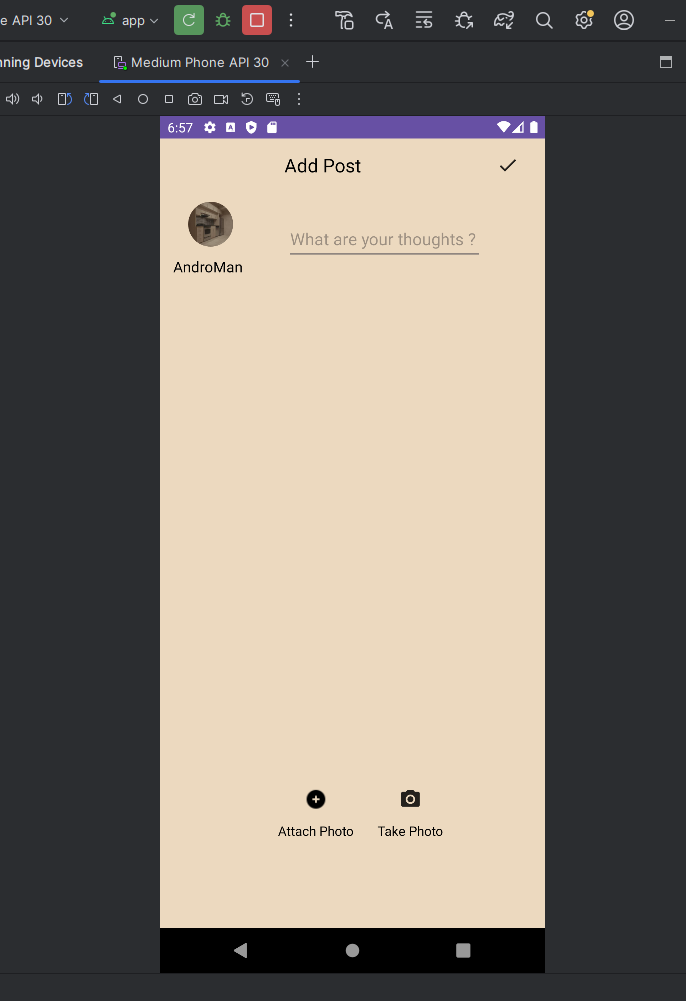 e API 30
app
nning Devices
Medium Phone API 30
6:57
Add Post
What are your thoughts ?
AndroMan
Attach Photo
Take Photo